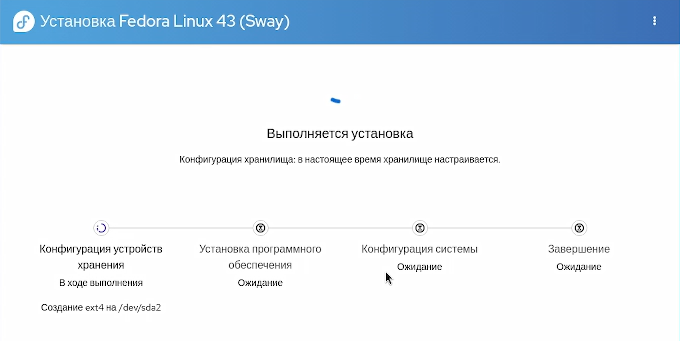 Установка Fedora Linux 43 (Sway)
Выполняется установка
Конфигурация хранилища: в настоящее время хранилище настраивается.
Конфигурация устройств
хранения
В ходе выполнения
Создание ext4 на /dev/sda2
Установка программного
обеспечения
Ожидание
Конфигурация системы
Ожидание
Завершение
Ожидание